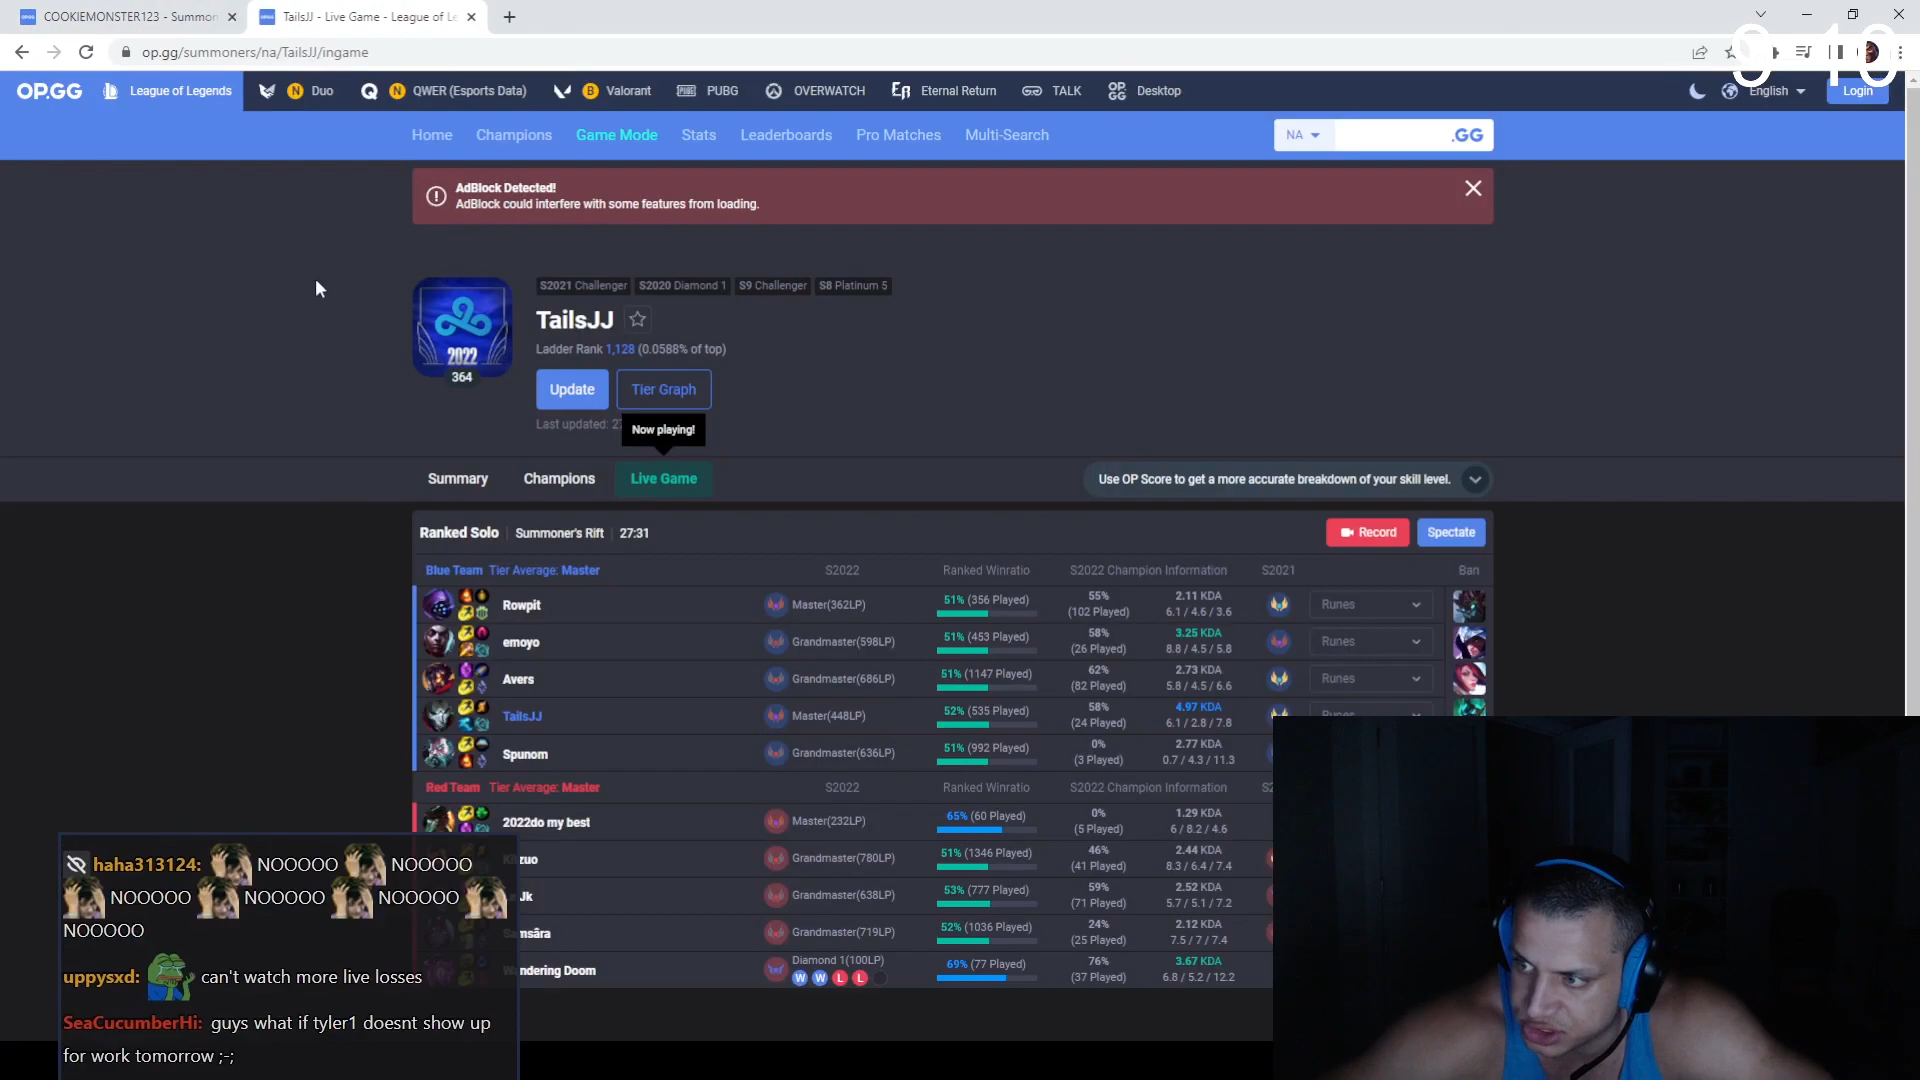 COOKIEMONSTER123 - Summon
TailsJJ - Live Game - League of Le
op.gg/summoners/na/TailsJJ/ingame
OP.GG League of Legends Duo QWER (Esports Data) Valorant PUBG OVERWATCH Eternal Return TALK Desktop English Login
Home Champions Game Mode Stats Leaderboards Pro Matches Multi-Search NA .GG
AdBlock Detected!
AdBlock could interfere with some features from loading.
S2021 Challenger S2020 Diamond 1 S9 Challenger S8 Platinum 5
TailsJJ
Ladder Rank 1,128 (0.0588% of top)
2022
364
Update Tier Graph
Last updated: 27
Now playing!
Summary Champions Live Game Use OP Score to get a more accurate breakdown of your skill level.
Ranked Solo Summoner's Rift 27:31 Record Spectate
Blue Team Tier Average: Master S2022 Ranked Winratio S2022 Champion Information S2021 Ban
Rowpit Master(362LP) 51% (356 Played) 55% (102 Played) 2.11 KDA 6.1 / 4.6 / 3.6 Runes
emoyo Grandmaster(598LP) 51% (453 Played) 58% (26 Played) 3.25 KDA 8.8 / 4.5 / 5.8 Runes
Avers Grandmaster(686LP) 51% (1147 Played) 62% (82 Played) 2.73 KDA 5.8 / 4.5 / 6.6 Runes
TailsJJ Master(448LP) 52% (535 Played) 58% (24 Played) 4.97 KDA 6.1 / 2.8 / 7.8 Runes
Spunom Grandmaster(636LP) 51% (992 Played) 0% (3 Played) 2.77 KDA 0.7 / 4.3 / 11.3
Red Team Tier Average: Master S2022 Ranked Winratio S2022 Champion Information
2022do my best Master(232LP) 65% (60 Played) 0% (5 Played) 1.29 KDA 6 / 8.2 / 4.6
Grandmaster(780LP) 51% (1346 Played) 46% (41 Played) 2.44 KDA 8.3 / 6.4 / 7.4
Grandmaster(638LP) 53% (777 Played) 59% (71 Played) 2.52 KDA 5.7 / 5.1 / 7.2
Grandmaster(719LP) 52% (1036 Played) 24% (25 Played) 2.12 KDA 7.5 / 7 / 7.4
Wandering Doom Diamond 1(100LP) W W L L 69% (77 Played) 76% (37 Played) 3.67 KDA 6.8 / 5.2 / 12.2
haha313124: NOOOOO NOOOOO
NOOOOO NOOOOO NOOOOO
NOOOOO
uppysxd: can't watch more live losses
SeaCucumberHi: guys what if tyler1 doesnt show up
for work tomorrow ;-;